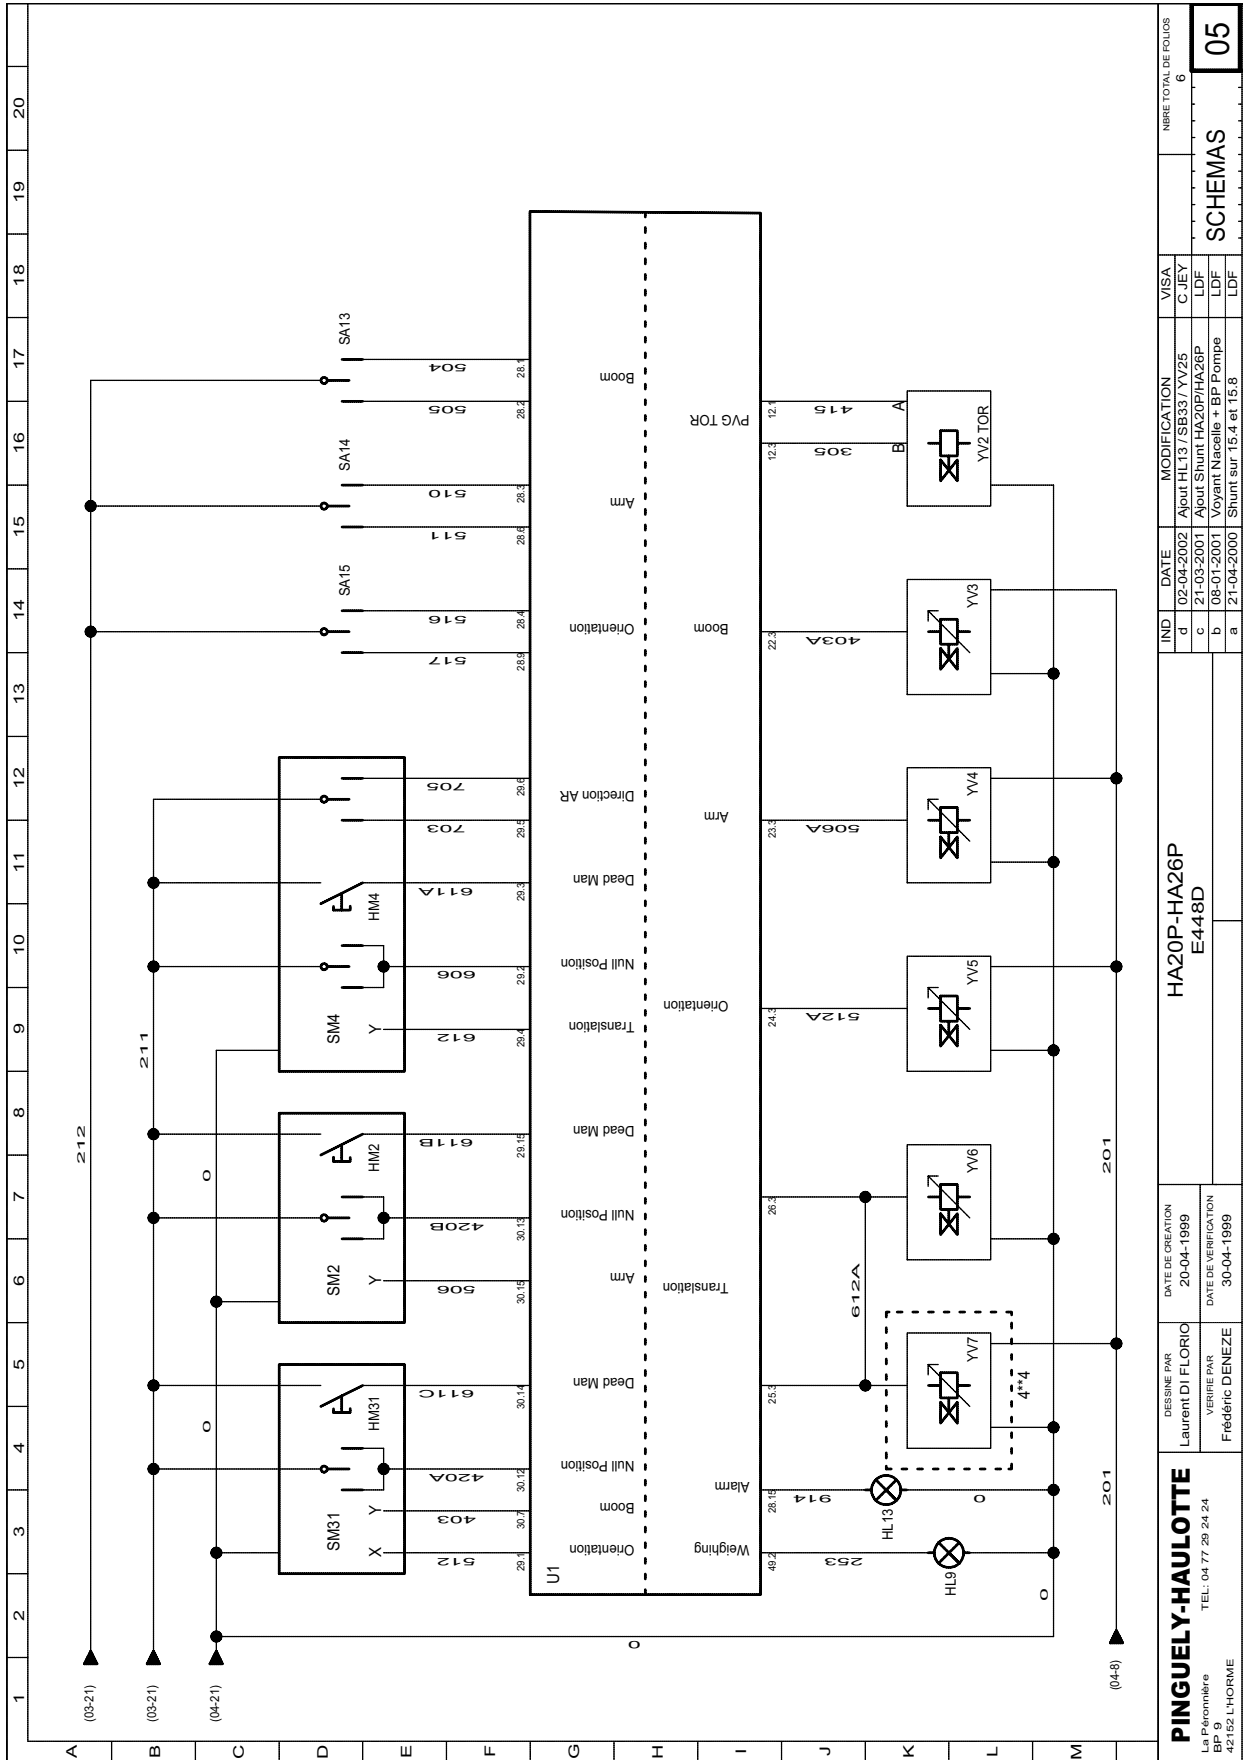 1 2 3 4 5 6 7 8 9 10 11 12 13 14 15 16 17 18 19 20
A
B
C
D
E
F
G
H
I
J
K
L
M
(03-21)
212
(03-21)
211
(04-21)
0
0
SM31
X
Y
HM31
SM2
Y
HM2
SM4
Y
HM4
SA15
SA14
SA13
512
403
420A
611C
506
420B
611B
612
606
611A
703
705
517
516
511
510
505
504
29.1
30.7
30.12
30.14
30.15
30.13
29.15
29.4
29.2
29.3
29.5
29.6
28.9
28.4
28.6
28.3
28.2
28.1
U1
Orientation
Boom
Null Position
Dead Man
Arm
Null Position
Dead Man
Translation
Null Position
Dead Man
Direction AR
Orientation
Arm
Boom
0
Weighing
Alarm
Translation
Orientation
Arm
Boom
PVG TOR
49.2
28.15
25.3
26.3
24.3
23.3
22.3
12.3
12.1
253
914
612A
512A
506A
403A
305
415
HL9
HL13
0
B
A
YV7
4**4
YV6
YV5
YV4
YV3
YV2 TOR
0
(04-8)
201
201
PINGUELY-HAULOTTE
La Péronnière
BP 9
42152 L'HORME
TEL: 04 77 29 24 24
DESSINE PAR
Laurent DI FLORIO
VERIFIE PAR
Frédéric DENEZE
DATE DE CREATION
20-04-1999
DATE DE VERIFICATION
30-04-1999
HA20P-HA26P
E448D
IND DATE MODIFICATION VISA
d 02-04-2002 Ajout HL13 / SB33 / YV25 C JEY
c 21-03-2001 Ajout Shunt HA20P/HA26P LDF
b 08-01-2001 Voyant Nacelle + BP Pompe LDF
a 21-04-2000 Shunt sur 15.4 et 15.8 LDF
NBRE TOTAL DE FOLIOS
6
SCHEMAS
05